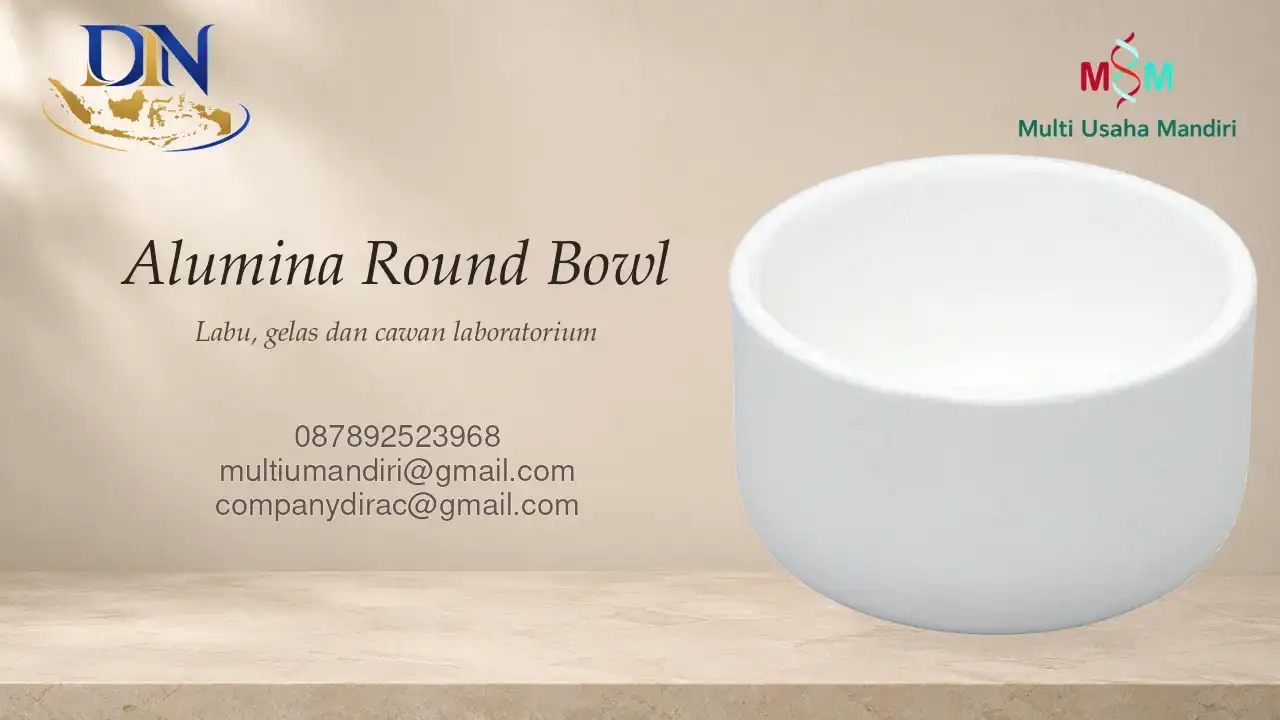 DIN
MSM
Multi Usaha Mandiri
Alumina Round Bowl
Labu, gelas dan cawan laboratorium
087892523968
multiumandiri@gmail.com
companydirac@gmail.com